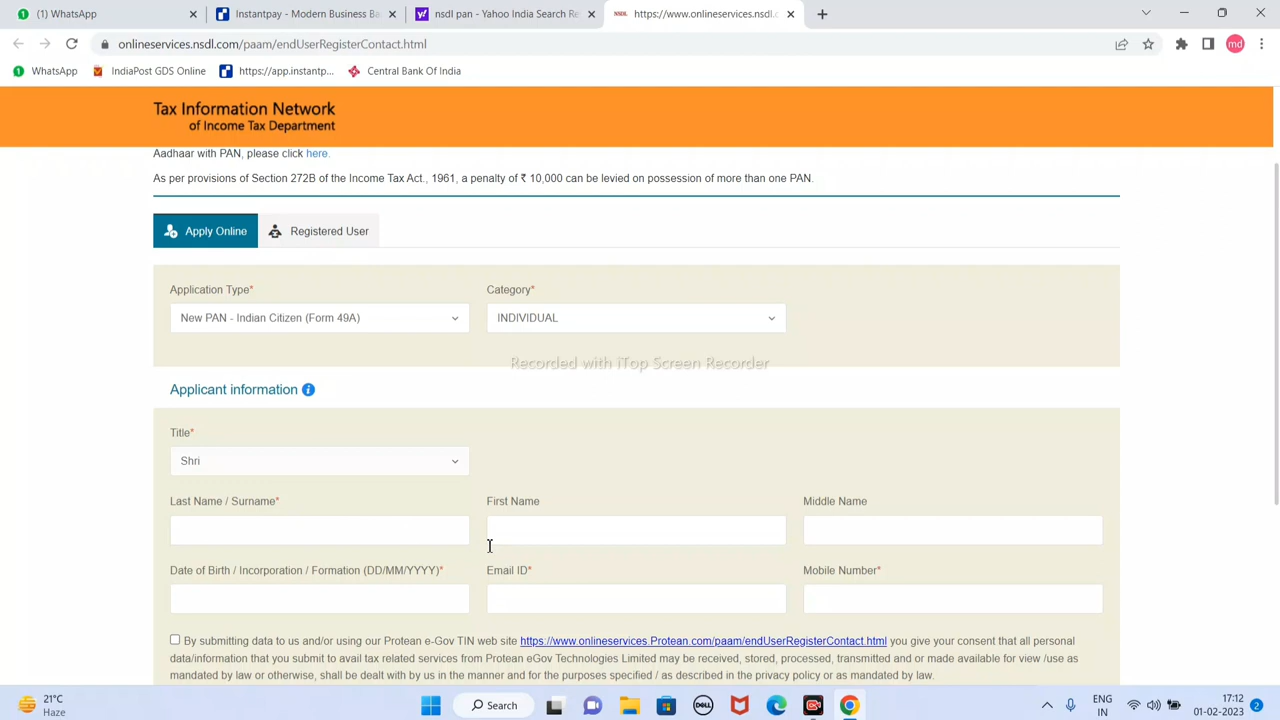 (1) WhatsApp
Instantpay - Modern Business Ba
nsdl pan - Yahoo India Search Re
NSDL https://www.onlineservices.nsdl.c
onlineservices.nsdl.com/paam/endUserRegisterContact.html
md
WhatsApp
IndiaPost GDS Online
https://app.instantp...
Central Bank Of India
Tax Information Network
of Income Tax Department
Aadhaar with PAN, please click here.
As per provisions of Section 272B of the Income Tax Act., 1961, a penalty of ₹ 10,000 can be levied on possession of more than one PAN.
Apply Online
Registered User
Application Type*
Category*
New PAN - Indian Citizen (Form 49A)
INDIVIDUAL
Recorded with iTop Screen Recorder
Applicant information
Title*
Shri
Last Name / Surname*
First Name
Middle Name
Date of Birth / Incorporation / Formation (DD/MM/YYYY)*
Email ID*
Mobile Number*
By submitting data to us and/or using our Protean e-Gov TIN web site https://www.onlineservices.Protean.com/paam/endUserRegisterContact.html you give your consent that all personal
data/information that you submit to avail tax related services from Protean eGov Technologies Limited may be received, stored, processed, transmitted and or made available for view /use as
mandated by law or otherwise, shall be dealt with by us in the manner and for the purposes specified / as described in the privacy policy or as mandated by law.
21°C
Haze
Search
DELL
ENG
IN
17:12
01-02-2023
2